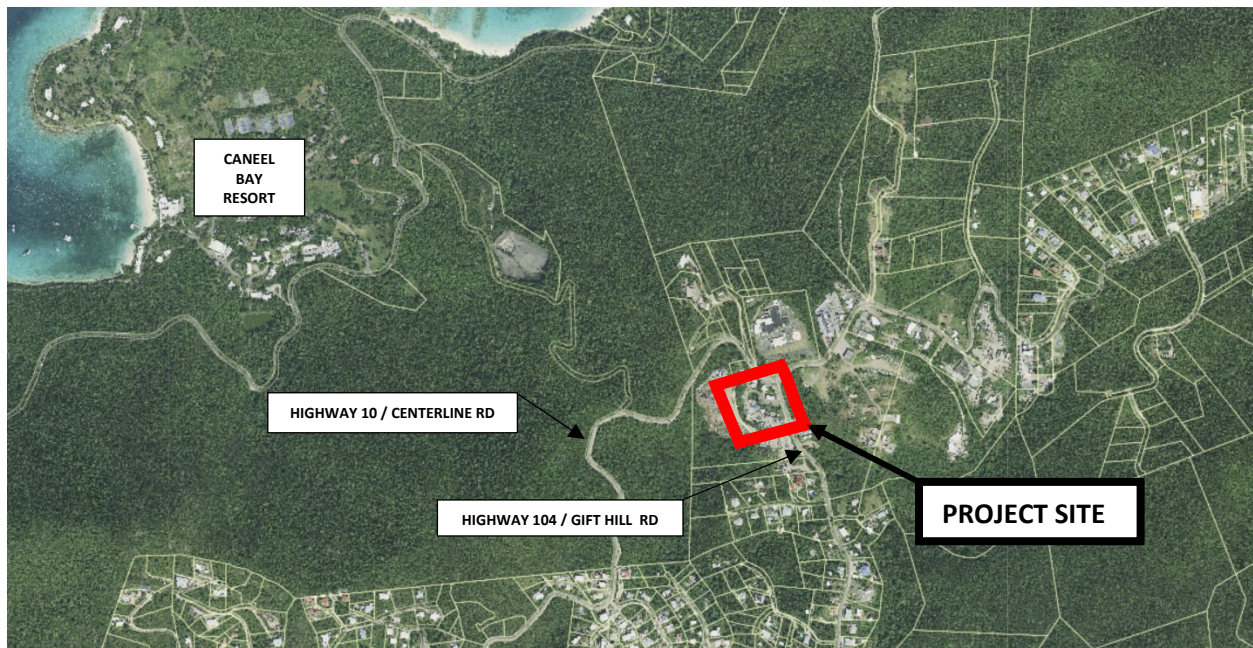 CANEEL
BAY
RESORT
HIGHWAY 10 / CENTERLINE RD
HIGHWAY 104 / GIFT HILL RD
PROJECT SITE